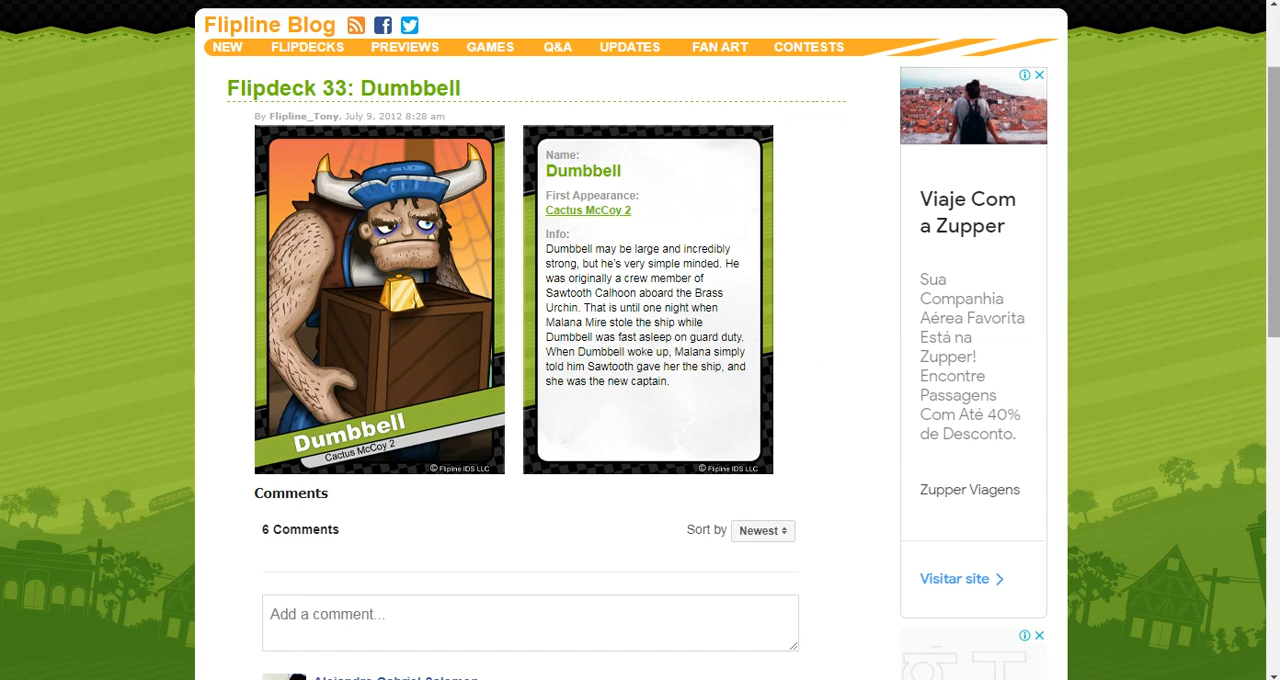 Flipline Blog
NEW FLIPDECKS PREVIEWS GAMES Q&A UPDATES FAN ART CONTESTS
Flipdeck 33: Dumbbell
By Flipline_Tony, July 9, 2012 8:28 am
Dumbbell
Cactus McCoy 2
© Flipline IDS LLC
Name:
Dumbbell
First Appearance:
Cactus McCoy 2
Info:
Dumbbell may be large and incredibly
strong, but he's very simple minded. He
was originally a crew member of
Sawtooth Calhoon aboard the Brass
Urchin. That is until one night when
Malana Mire stole the ship while
Dumbbell was fast asleep on guard duty.
When Dumbbell woke up, Malana simply
told him Sawtooth gave her the ship, and
she was the new captain.
© Flipline IDS LLC
Comments
6 Comments
Sort by Newest
Add a comment...
Alejandro Gabriel Salomon
Viaje Com
a Zupper
Sua
Companhia
Aérea Favorita
Está na
Zupper!
Encontre
Passagens
Com Até 40%
de Desconto.
Zupper Viagens
Visitar site